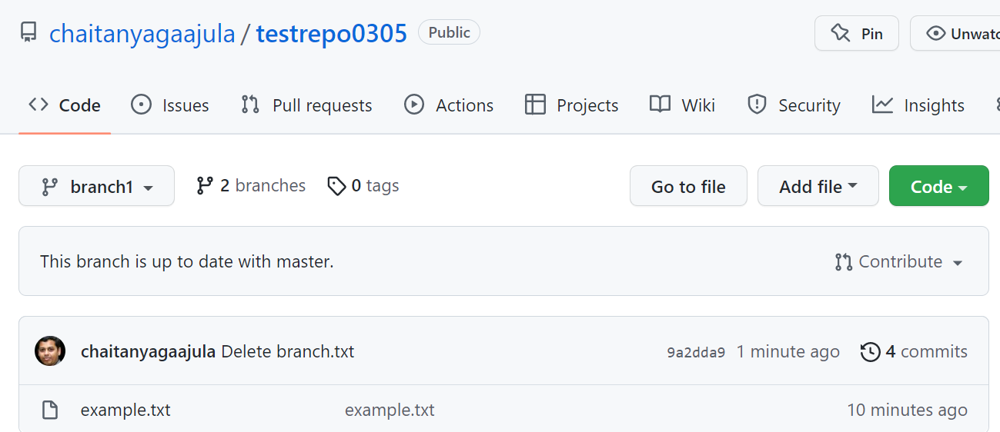 chaitanyagaajula / testrepo0305 Public Pin Unwatc
Code Issues Pull requests Actions Projects Wiki Security Insights
branch1 2 branches 0 tags Go to file Add file Code
This branch is up to date with master. Contribute
chaitanyagaajula Delete branch.txt 9a2dda9 1 minute ago 4 commits
example.txt example.txt 10 minutes ago